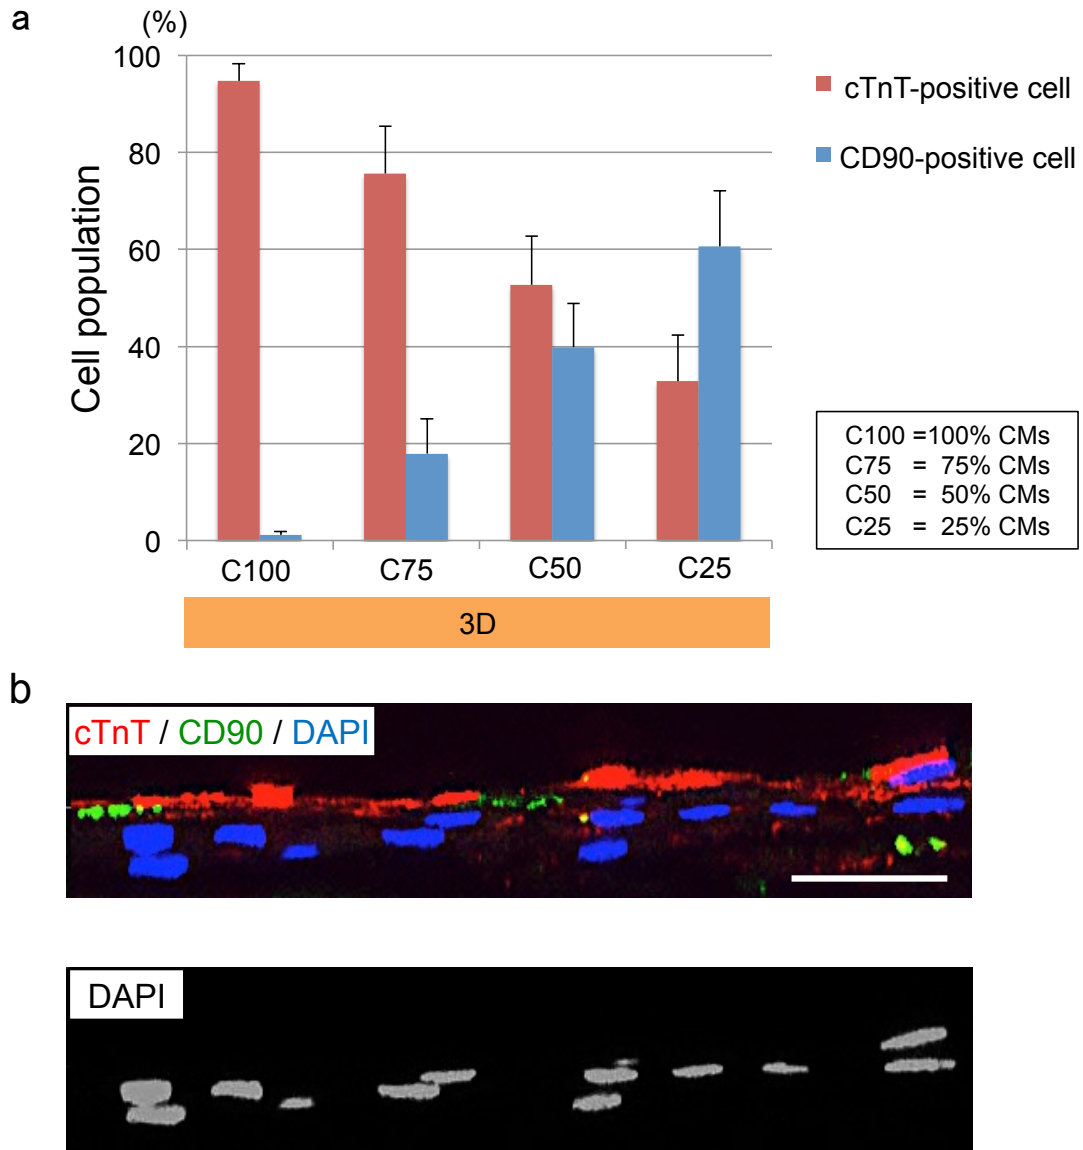 a
(%)
100
80
60
40
20
0
Cell population
C100 C75 C50 C25
3D
cTnT-positive cell
CD90-positive cell
C100 =100% CMs
C75 = 75% CMs
C50 = 50% CMs
C25 = 25% CMs
b
cTnT / CD90 / DAPI
DAPI